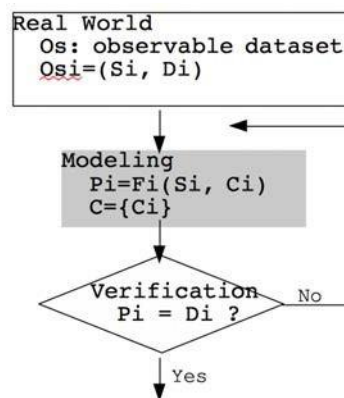 Real World
Os: observable dataset
Osi=(Si, Di)
Modeling
Pi=Fi(Si, Ci)
C={Ci}
Verification
Pi = Di ?
No
Yes